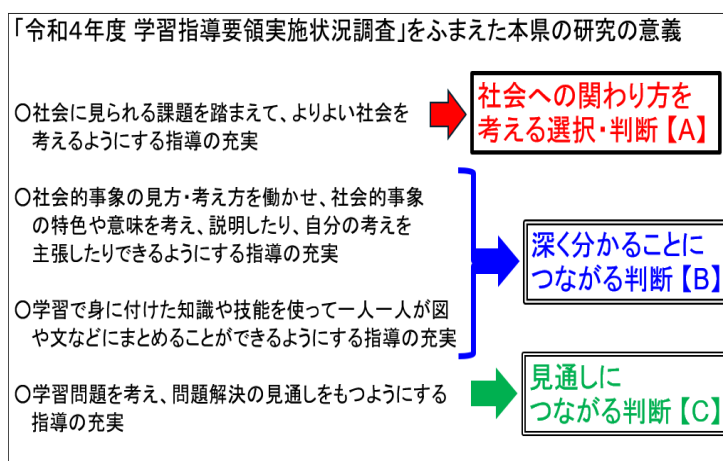 「令和4年度 学習指導要領実施状況調査」をふまえた本県の研究の意義
○社会に見られる課題を踏まえて、よりよい社会を
考えるようにする指導の充実
社会への関わり方を
考える選択・判断【A】
○社会的事象の見方・考え方を働かせ、社会的事象
の特色や意味を考え、説明したり、自分の考えを
主張したりできるようにする指導の充実
○学習で身に付けた知識や技能を使って一人一人が図
や文などにまとめることができるようにする指導の充実
深く分かることに
つながる判断【B】
○学習問題を考え、問題解決の見通しをもつようにする
指導の充実
見通しに
つながる判断【C】